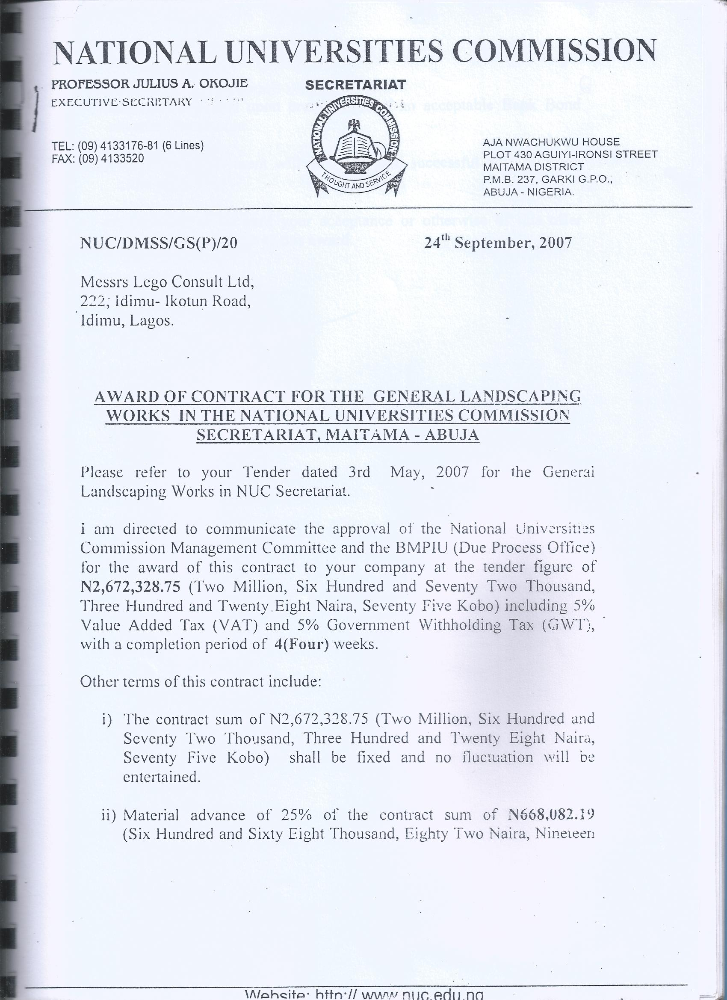 NATIONAL UNIVERSITIES COMMISSION
PROFESSOR JULIUS A. OKOJIE
EXECUTIVE SECRETARY
SECRETARIAT
NATIONAL UNIVERSITIES COMMISSION
THOUGHT AND SERVICE
TEL: (09) 4133176-81 (6 Lines)
FAX: (09) 4133520
AJA NWACHUKWU HOUSE
PLOT 430 AGUIYI-IRONSI STREET
MAITAMA DISTRICT
P.M.B. 237, GARKI G.P.O.,
ABUJA - NIGERIA.
NUC/DMSS/GS(P)/20 24th September, 2007
Messrs Lego Consult Ltd,
222; Idimu- Ikotun Road,
Idimu, Lagos.
AWARD OF CONTRACT FOR THE GENERAL LANDSCAPING
WORKS IN THE NATIONAL UNIVERSITIES COMMISSION
SECRETARIAT, MAITAMA - ABUJA
Please refer to your Tender dated 3rd May, 2007 for the General
Landscaping Works in NUC Secretariat.
I am directed to communicate the approval of the National Universities
Commission Management Committee and the BMPIU (Due Process Office)
for the award of this contract to your company at the tender figure of
N2,672,328.75 (Two Million, Six Hundred and Seventy Two Thousand,
Three Hundred and Twenty Eight Naira, Seventy Five Kobo) including 5%
Value Added Tax (VAT) and 5% Government Withholding Tax (GWT),
with a completion period of 4(Four) weeks.
Other terms of this contract include:
i) The contract sum of N2,672,328.75 (Two Million, Six Hundred and
Seventy Two Thousand, Three Hundred and Twenty Eight Naira,
Seventy Five Kobo) shall be fixed and no fluctuation will be
entertained.
ii) Material advance of 25% of the contract sum of N668,082.19
(Six Hundred and Sixty Eight Thousand, Eighty Two Naira, Nineteen
Website: http:// www.nuc.edu.ng